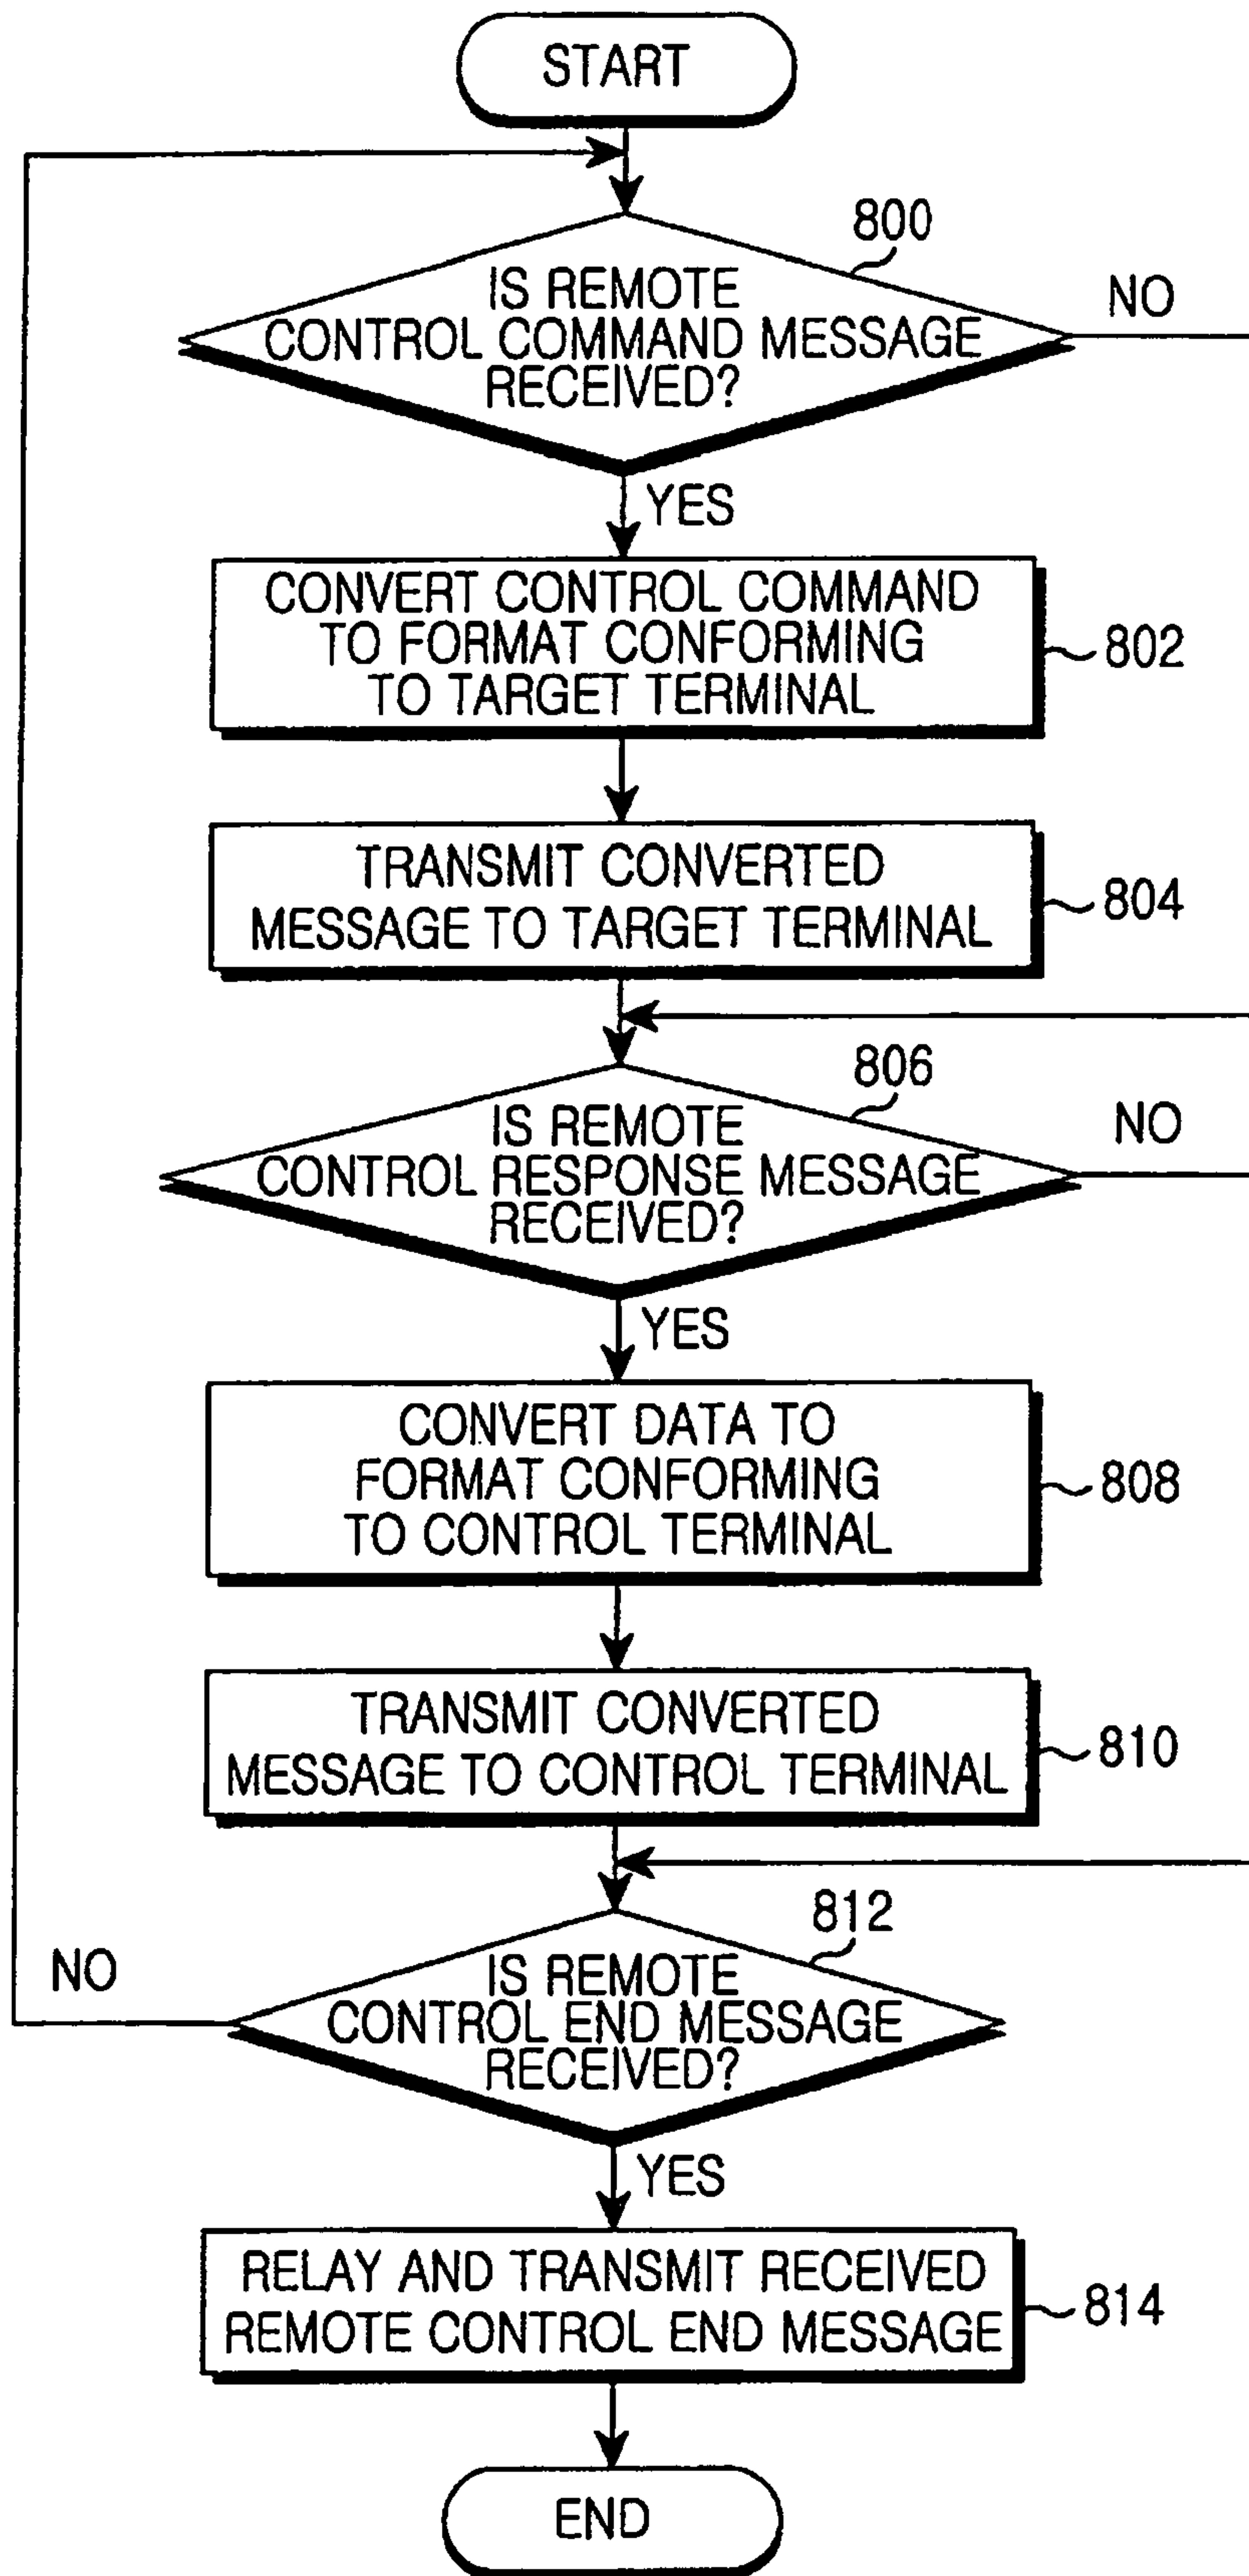 START
800
IS REMOTE
CONTROL COMMAND MESSAGE
RECEIVED?
NO
YES
CONVERT CONTROL COMMAND
TO FORMAT CONFORMING
TO TARGET TERMINAL
802
TRANSMIT CONVERTED
MESSAGE TO TARGET TERMINAL
804
806
IS REMOTE
CONTROL RESPONSE MESSAGE
RECEIVED?
NO
YES
CONVERT DATA TO
FORMAT CONFORMING
TO CONTROL TERMINAL
808
TRANSMIT CONVERTED
MESSAGE TO CONTROL TERMINAL
810
812
IS REMOTE
CONTROL END MESSAGE
RECEIVED?
NO
YES
RELAY AND TRANSMIT RECEIVED
REMOTE CONTROL END MESSAGE
814
END